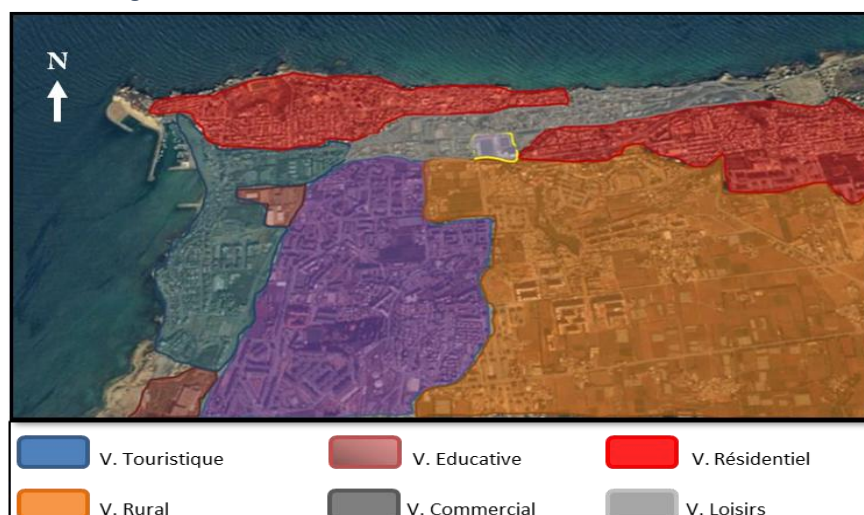 N
V. Touristique
V. Educative
V. Résidentiel
V. Rural
V. Commercial
V. Loisirs